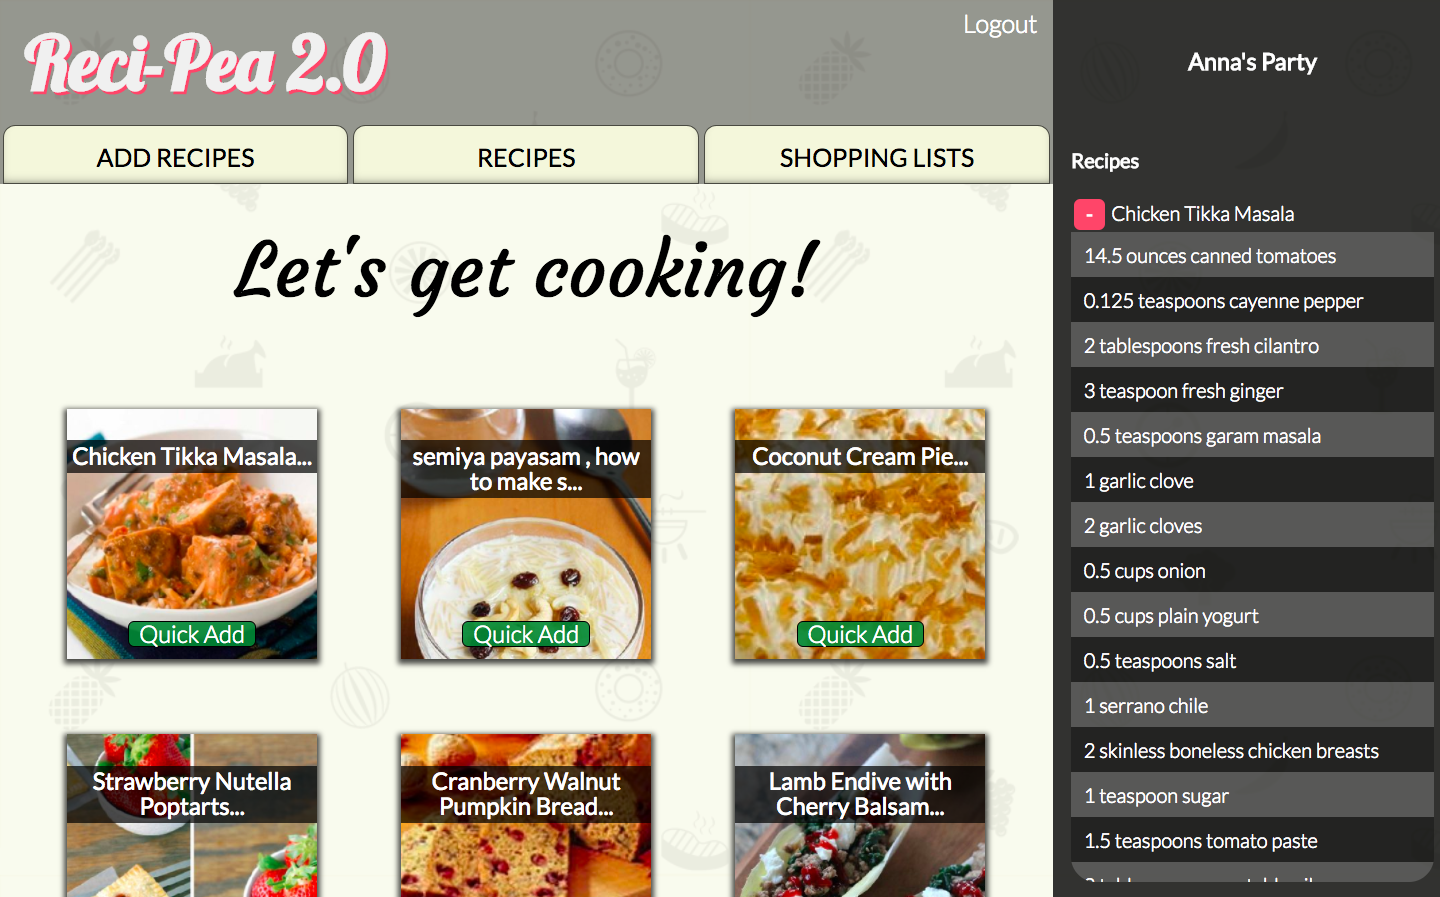 Reci-Pea 2.0
Logout
ADD RECIPES
RECIPES
SHOPPING LISTS
Let's get cooking!
Chicken Tikka Masala...
Quick Add
semiya payasam , how
to make s...
Quick Add
Coconut Cream Pie...
Quick Add
Strawberry Nutella
Poptarts...
Cranberry Walnut
Pumpkin Bread...
Lamb Endive with
Cherry Balsam...
Anna's Party
Recipes
- Chicken Tikka Masala
14.5 ounces canned tomatoes
0.125 teaspoons cayenne pepper
2 tablespoons fresh cilantro
3 teaspoon fresh ginger
0.5 teaspoons garam masala
1 garlic clove
2 garlic cloves
0.5 cups onion
0.5 cups plain yogurt
0.5 teaspoons salt
1 serrano chile
2 skinless boneless chicken breasts
1 teaspoon sugar
1.5 teaspoons tomato paste